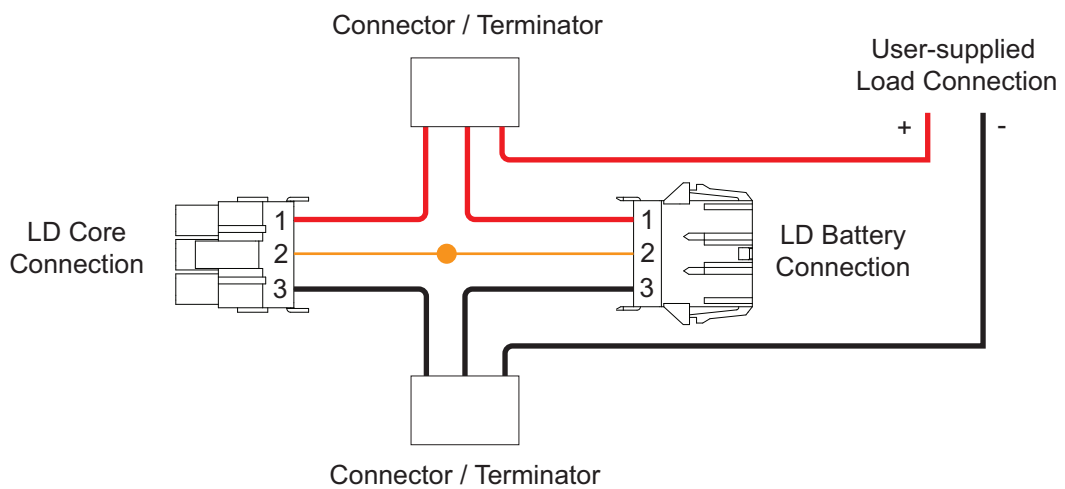 Connector / Terminator
User-supplied
Load Connection
+ -
LD Core
Connection
1
2
3
1
2
3
LD Battery
Connection
Connector / Terminator